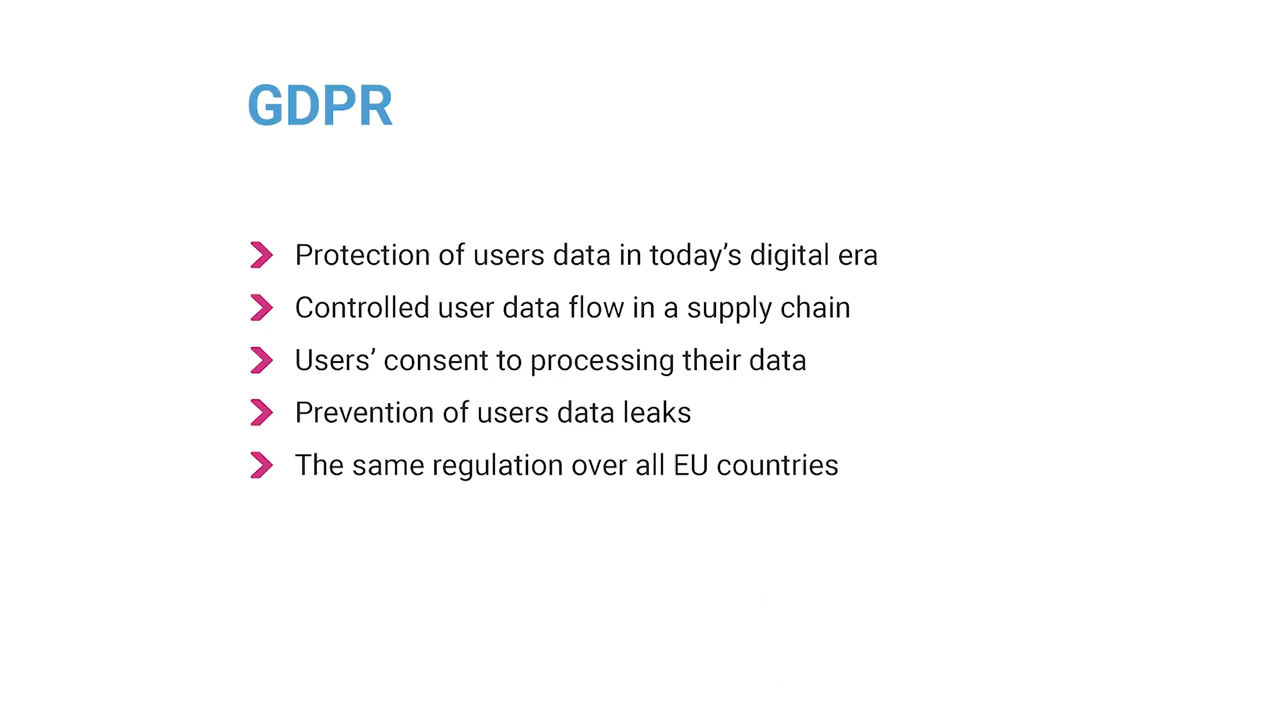 GDPR
Protection of users data in today’s digital era
Controlled user data flow in a supply chain
Users’ consent to processing their data
Prevention of users data leaks
The same regulation over all EU countries